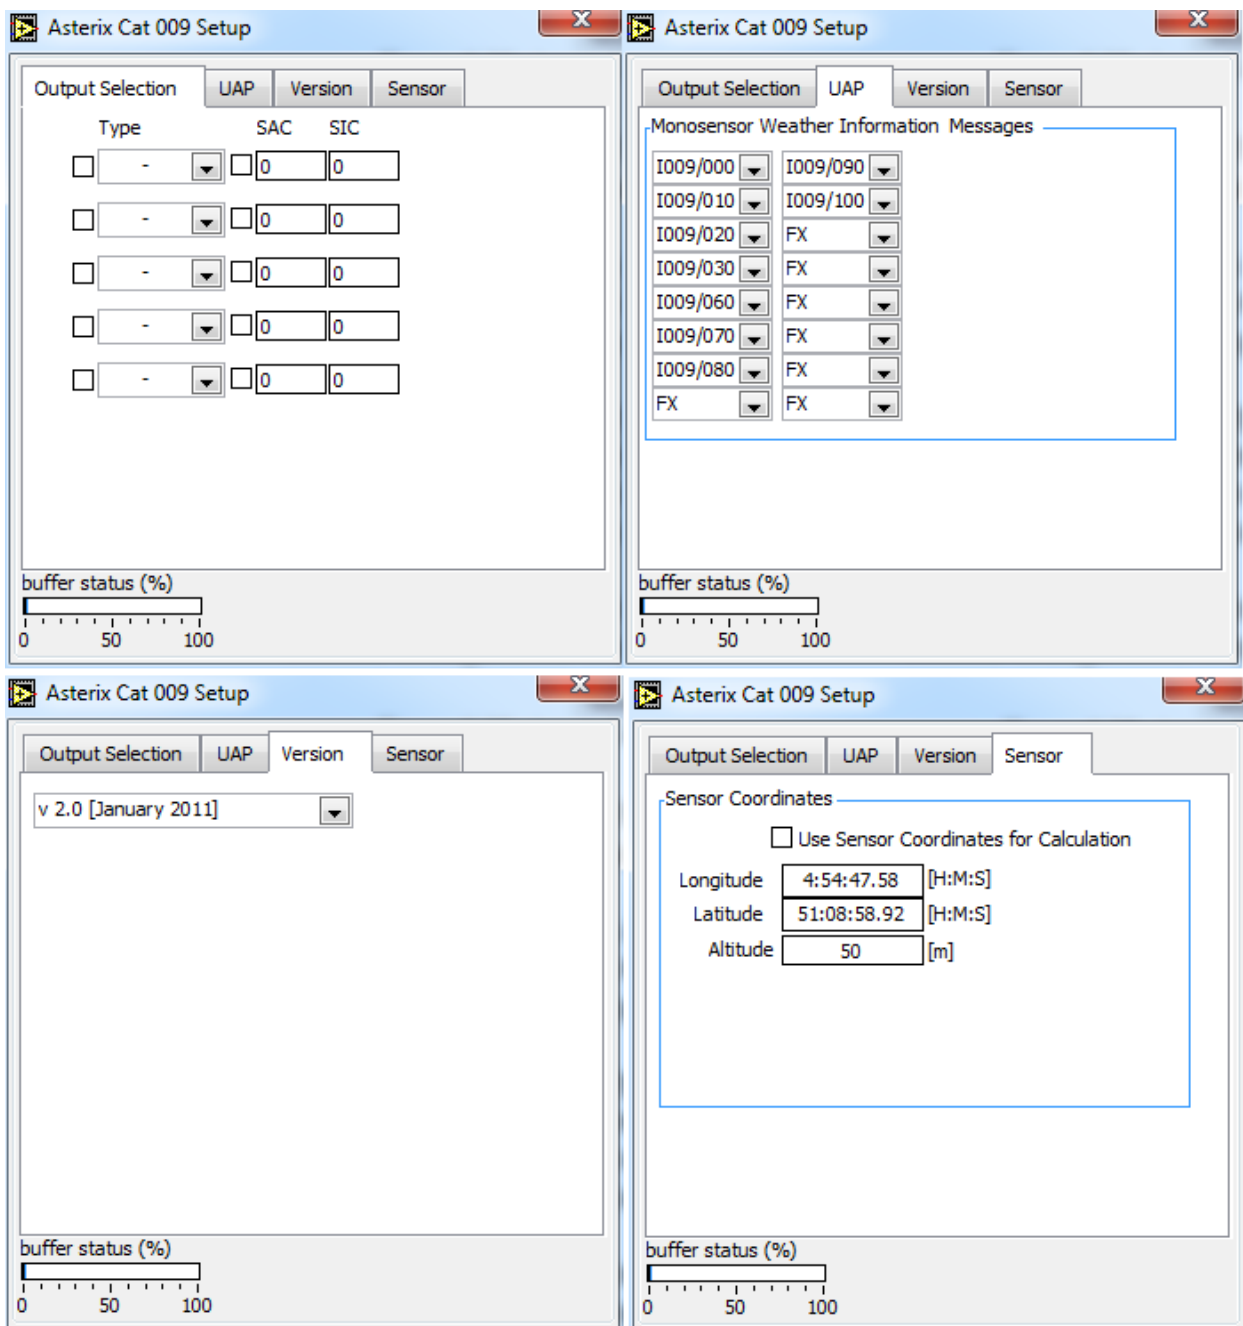 Asterix Cat 009 Setup
Output Selection UAP Version Sensor
Type SAC SIC
- 0 0
- 0 0
- 0 0
- 0 0
- 0 0
buffer status (%)
0 50 100
Asterix Cat 009 Setup
Output Selection UAP Version Sensor
Monosensor Weather Information Messages
I009/000 I009/090
I009/010 I009/100
I009/020 FX
I009/030 FX
I009/060 FX
I009/070 FX
I009/080 FX
FX FX
buffer status (%)
0 50 100
Asterix Cat 009 Setup
Output Selection UAP Version Sensor
v 2.0 [January 2011]
buffer status (%)
0 50 100
Asterix Cat 009 Setup
Output Selection UAP Version Sensor
Sensor Coordinates
Use Sensor Coordinates for Calculation
Longitude 4:54:47.58 [H:M:S]
Latitude 51:08:58.92 [H:M:S]
Altitude 50 [m]
buffer status (%)
0 50 100